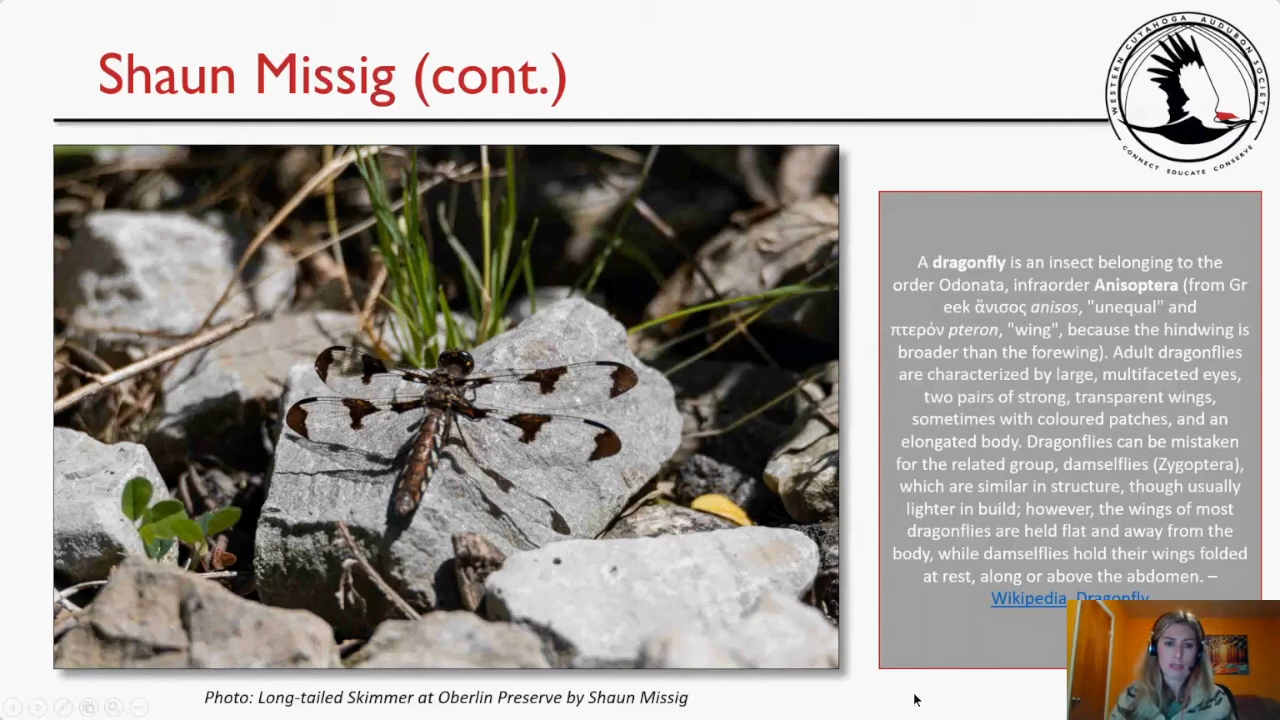 Shaun Missig (cont.)
WESTERN CUYAHOGA AUDUBON SOCIETY
CONNECT EDUCATE CONSERVE
A dragonfly is an insect belonging to the
order Odonata, infraorder Anisoptera (from Gr
eek ἄνισος anisos, "unequal" and
πτερόν pteron, "wing", because the hindwing is
broader than the forewing). Adult dragonflies
are characterized by large, multifaceted eyes,
two pairs of strong, transparent wings,
sometimes with coloured patches, and an
elongated body. Dragonflies can be mistaken
for the related group, damselflies (Zygoptera),
which are similar in structure, though usually
lighter in build; however, the wings of most
dragonflies are held flat and away from the
body, while damselflies hold their wings folded
at rest, along or above the abdomen. –
Wikipedia, Dragonfly
Photo: Long-tailed Skimmer at Oberlin Preserve by Shaun Missig